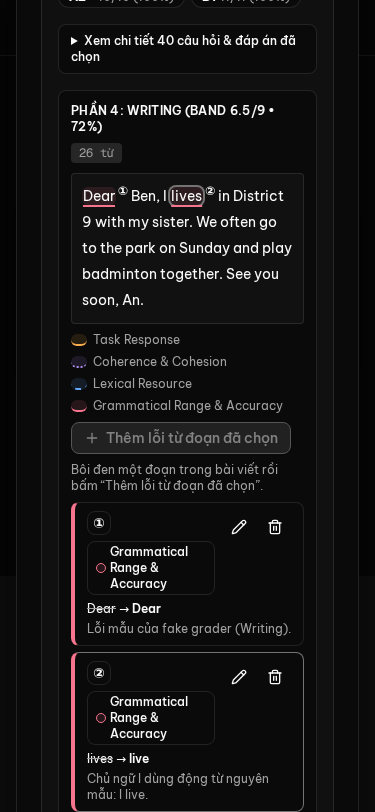 ▸ Xem chi tiết 40 câu hỏi & đáp án đã
chọn
PHẦN 4: WRITING (BAND 6.5/9 •
72%)
26 từ
Dear ① Ben, I lives② in District
9 with my sister. We often go
to the park on Sunday and play
badminton together. See you
soon, An.
Task Response
Coherence & Cohesion
Lexical Resource
Grammatical Range & Accuracy
+ Thêm lỗi từ đoạn đã chọn
Bôi đen một đoạn trong bài viết rồi
bấm “Thêm lỗi từ đoạn đã chọn”.
①
Grammatical
Range &
Accuracy
Dear → Dear
Lỗi mẫu của fake grader (Writing).
②
Grammatical
Range &
Accuracy
lives → live
Chủ ngữ I dùng động từ nguyên
mẫu: I live.